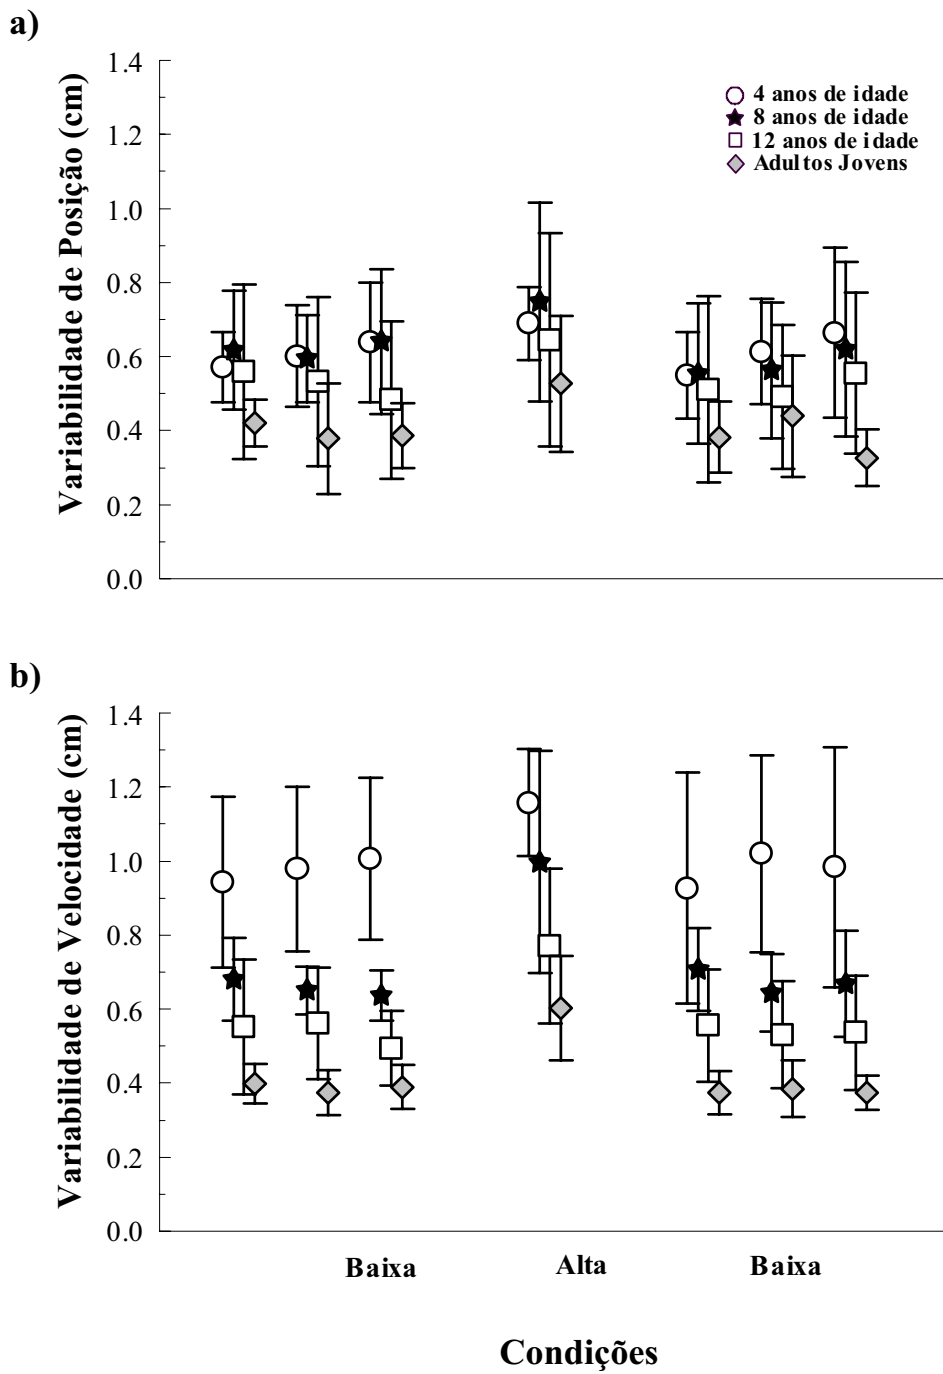 a)
Variabilidade de Posição (cm)
1.4
1.2
1.0
0.8
0.6
0.4
0.2
0.0
4 anos de idade
8 anos de idade
12 anos de idade
Adultos Jovens
b)
Variabilidade de Velocidade (cm)
1.4
1.2
1.0
0.8
0.6
0.4
0.2
0.0
Baixa Alta Baixa
Condições